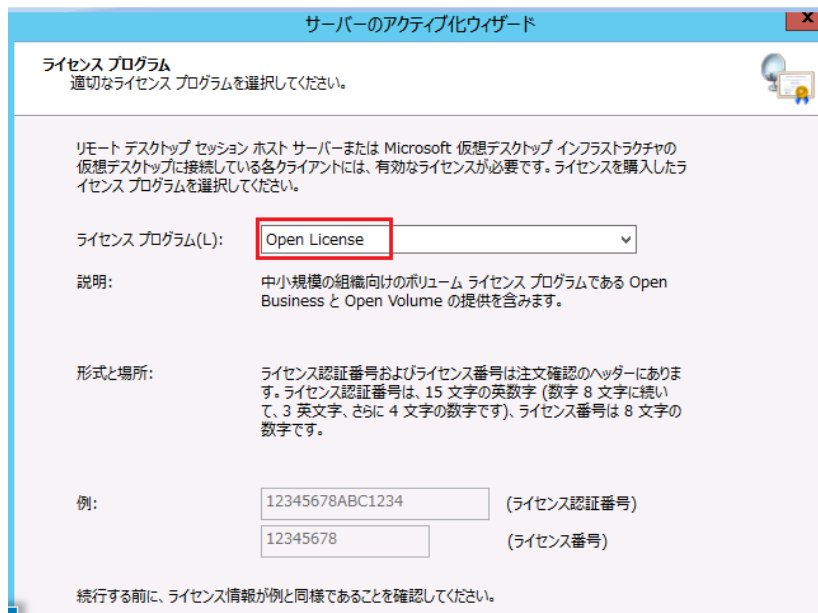 サーバーのアクティブ化ウィザード
x
ライセンス プログラム
適切なライセンス プログラムを選択してください。
リモート デスクトップ セッション ホスト サーバーまたは Microsoft 仮想デスクトップ インフラストラクチャの
仮想デスクトップに接続している各クライアントには、有効なライセンスが必要です。ライセンスを購入したラ
イセンス プログラムを選択してください。
ライセンス プログラム(L): Open License
説明: 中小規模の組織向けのボリューム ライセンス プログラムである Open
Business と Open Volume の提供を含みます。
形式と場所: ライセンス認証番号およびライセンス番号は注文確認のヘッダーにありま
す。ライセンス認証番号は、15 文字の英数字 (数字 8 文字に続い
て、3 英文字、さらに 4 文字の数字です)、ライセンス番号は 8 文字の
数字です。
例: 12345678ABC1234 (ライセンス認証番号)
12345678 (ライセンス番号)
続行する前に、ライセンス情報が例と同様であることを確認してください。